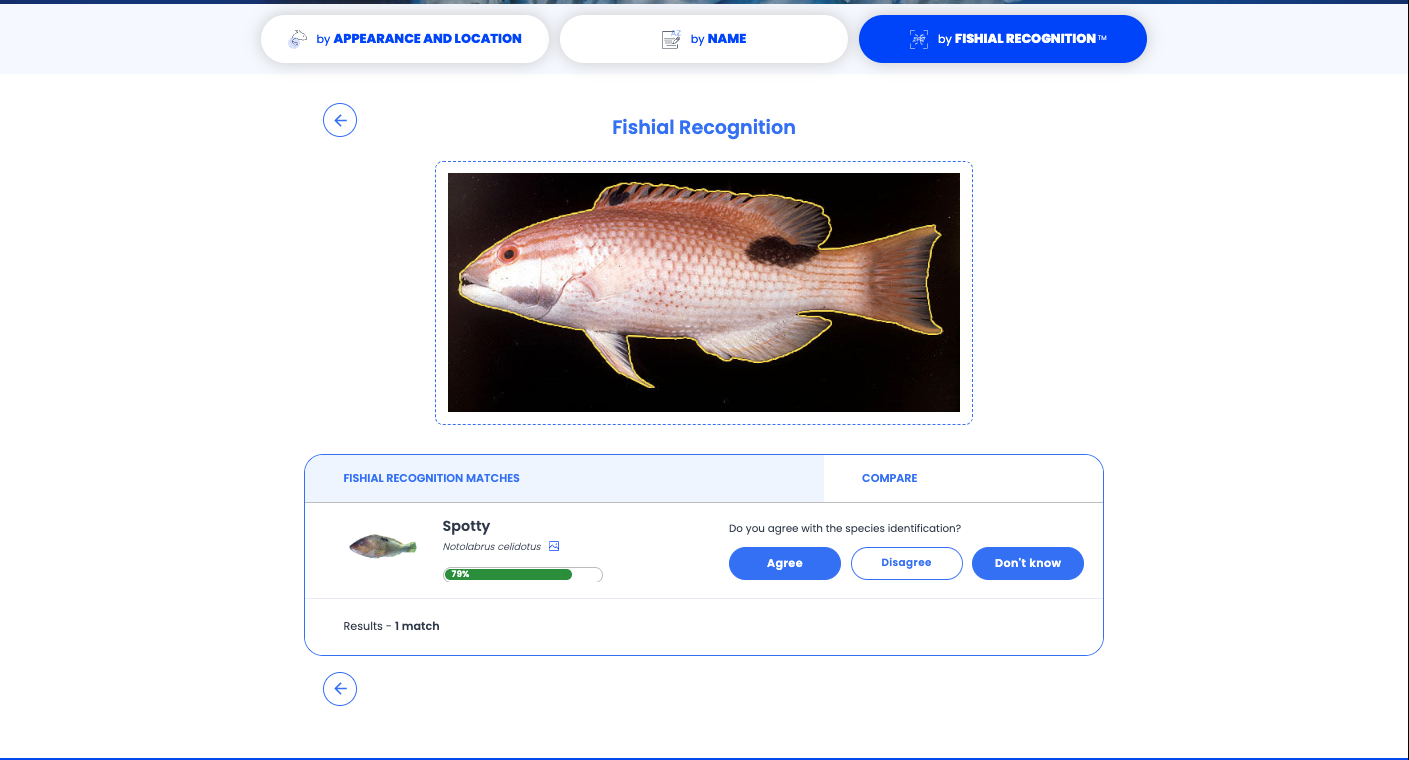 by APPEARANCE AND LOCATION
by NAME
by FISHIAL RECOGNITION™
Fishial Recognition
FISHIAL RECOGNITION MATCHES
COMPARE
Spotty
Notolabrus celidotus
79%
Do you agree with the species identification?
Agree
Disagree
Don't know
Results - 1 match